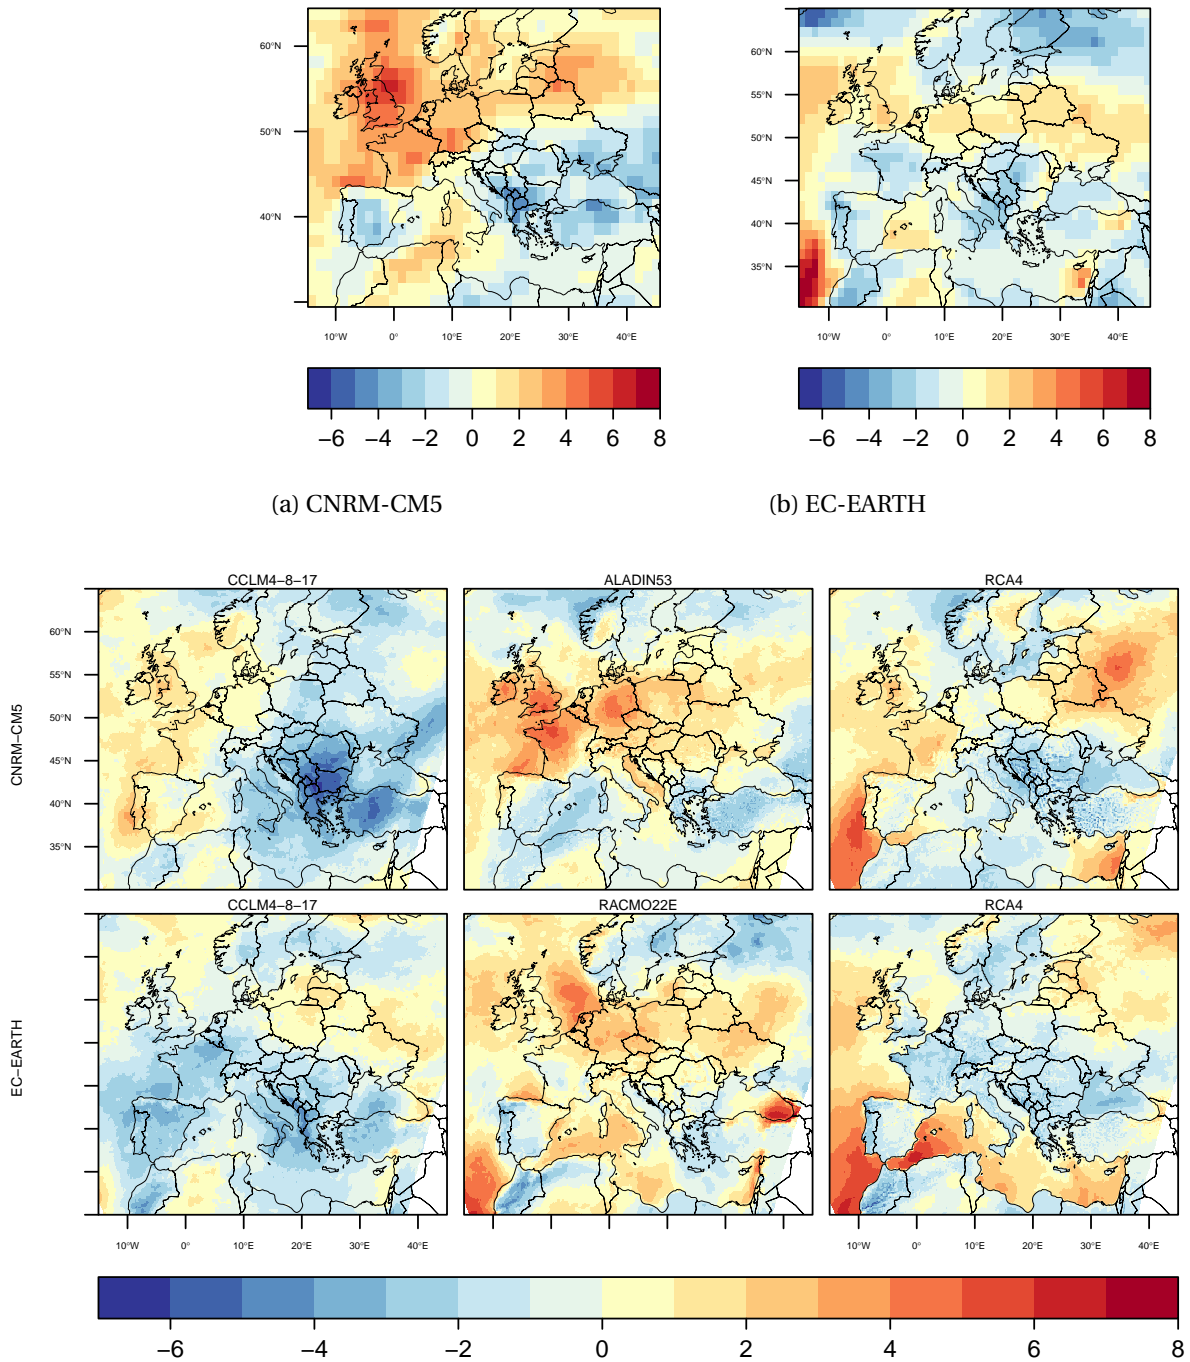 60°N
50°N
40°N
10°W 0° 10°E 20°E 30°E 40°E
−6 −4 −2 0 2 4 6 8
60°N
55°N
50°N
45°N
40°N
35°N
10°W 0° 10°E 20°E 30°E 40°E
−6 −4 −2 0 2 4 6 8
(a) CNRM-CM5
(b) EC-EARTH
CCLM4−8−17 ALADIN53 RCA4
CNRM−CM5
60°N
55°N
50°N
45°N
40°N
35°N
CCLM4−8−17 RACMO22E RCA4
EC−EARTH
10°W 0° 10°E 20°E 30°E 40°E
10°W 0° 10°E 20°E 30°E 40°E
−6 −4 −2 0 2 4 6 8